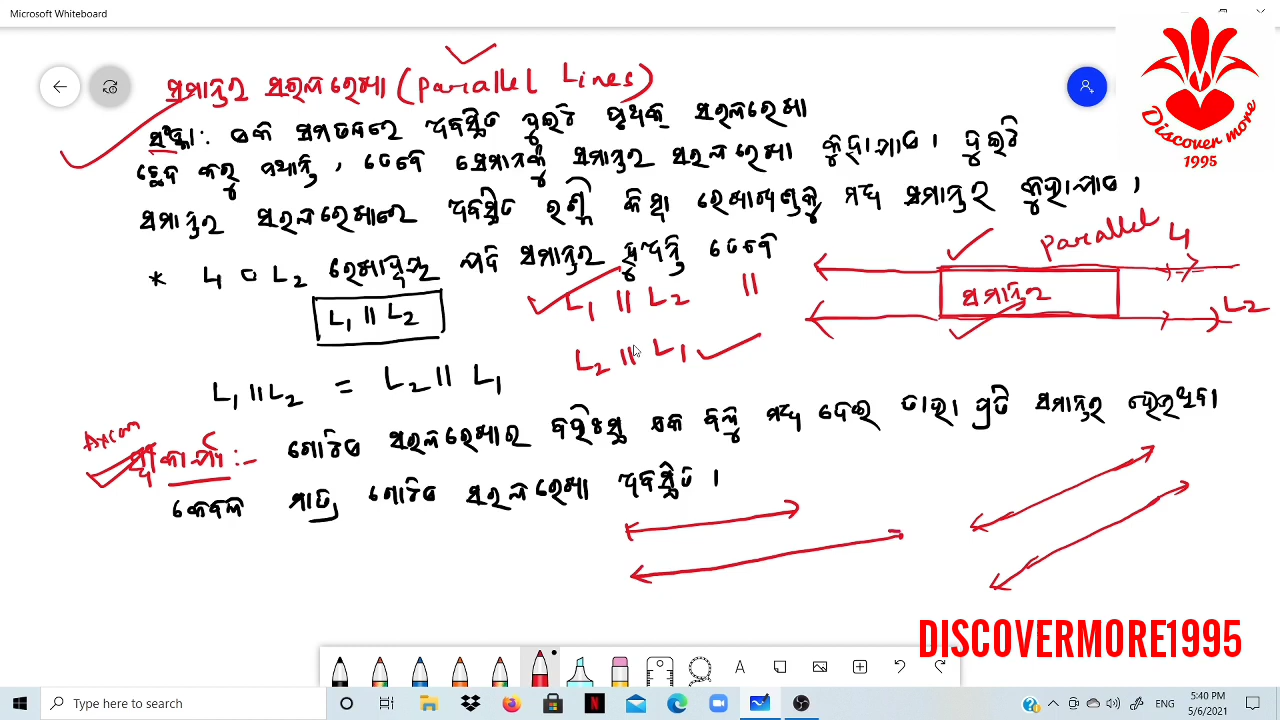 Microsoft Whiteboard
ସମାନ୍ତର ସରଳରେଖା (Parallel Lines)
ସଂଜ୍ଞା: ଏକ ସମତଳରେ ଅବସ୍ଥିତ ଦୁଇଟି ପୃଥକ୍ ସରଳରେଖା
ଛେଦ କରୁ ନଥାନ୍ତି, ତେବେ ସେମାନଙ୍କୁ ସମାନ୍ତର ସରଳରେଖା କୁହାଯାଏ । ଦୁଇଟି
ସମାନ୍ତର ସରଳରେଖାରେ ଅବସ୍ଥିତ ରଶ୍ମି କିମ୍ବା ରେଖାଖଣ୍ଡକୁ ମଧ୍ୟ ସମାନ୍ତର କୁହାଯାଏ ।
* L1 ଓ L2 ରେଖାଦ୍ୱୟ ଯଦି ସମାନ୍ତର ହୁଅନ୍ତି ତେବେ
L1 || L2
L1 || L2 ||
L2 || L1
Parallel L1
ସମାନ୍ତର
L2
L1 || L2 = L2 || L1
Axiom
ସ୍ୱୀକାର୍ଯ୍ୟ :- ଗୋଟିଏ ସରଳରେଖାର ବହିଃସ୍ଥ ଏକ ବିନ୍ଦୁ ମଧ୍ୟ ଦେଇ ତାହା ପ୍ରତି ସମାନ୍ତର ହୋଇଥିବା
କେବଳ ମାତ୍ର ଗୋଟିଏ ସରଳରେଖା ଅବସ୍ଥିତ ।
Discover more
1995
DISCOVERMORE1995
Type here to search
ENG
5:40 PM
5/6/2021